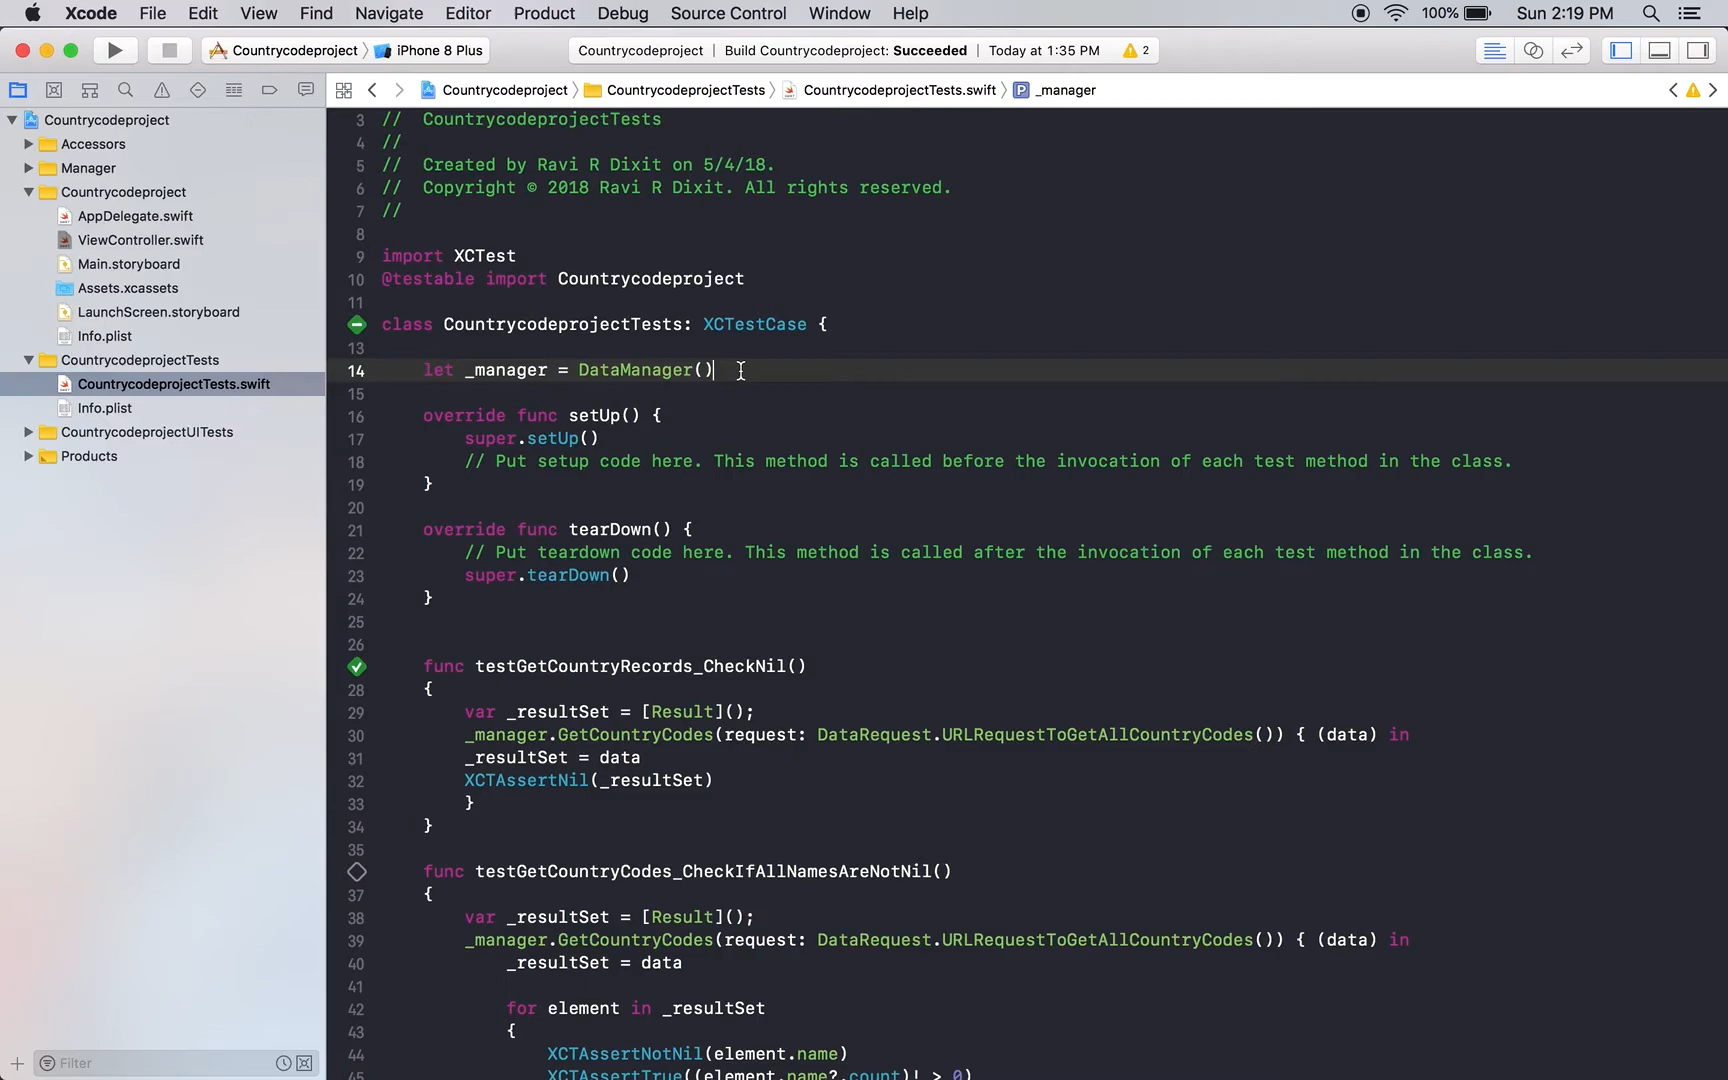 Xcode File Edit View Find Navigate Editor Product Debug Source Control Window Help 100% Sun 2:19 PM
Countrycodeproject iPhone 8 Plus Countrycodeproject | Build Countrycodeproject: Succeeded | Today at 1:35 PM 2
Countrycodeproject CountrycodeprojectTests CountrycodeprojectTests.swift P _manager
Countrycodeproject
Accessors
Manager
Countrycodeproject
AppDelegate.swift
ViewController.swift
Main.storyboard
Assets.xcassets
LaunchScreen.storyboard
Info.plist
CountrycodeprojectTests
CountrycodeprojectTests.swift
Info.plist
CountrycodeprojectUITests
Products
Filter
3 // CountrycodeprojectTests
4 //
5 // Created by Ravi R Dixit on 5/4/18.
6 // Copyright © 2018 Ravi R Dixit. All rights reserved.
7 //
8
9 import XCTest
10 @testable import Countrycodeproject
11
class CountrycodeprojectTests: XCTestCase {
13
14 let _manager = DataManager()
15
16 override func setUp() {
17 super.setUp()
18 // Put setup code here. This method is called before the invocation of each test method in the class.
19 }
20
21 override func tearDown() {
22 // Put teardown code here. This method is called after the invocation of each test method in the class.
23 super.tearDown()
24 }
25
26
func testGetCountryRecords_CheckNil()
28 {
29 var _resultSet = [Result]();
30 _manager.GetCountryCodes(request: DataRequest.URLRequestToGetAllCountryCodes()) { (data) in
31 _resultSet = data
32 XCTAssertNil(_resultSet)
33 }
34 }
35
func testGetCountryCodes_CheckIfAllNamesAreNotNil()
37 {
38 var _resultSet = [Result]();
39 _manager.GetCountryCodes(request: DataRequest.URLRequestToGetAllCountryCodes()) { (data) in
40 _resultSet = data
41
42 for element in _resultSet
43 {
44 XCTAssertNotNil(element.name)
45 XCTAssertTrue((element.name?.count)! > 0)